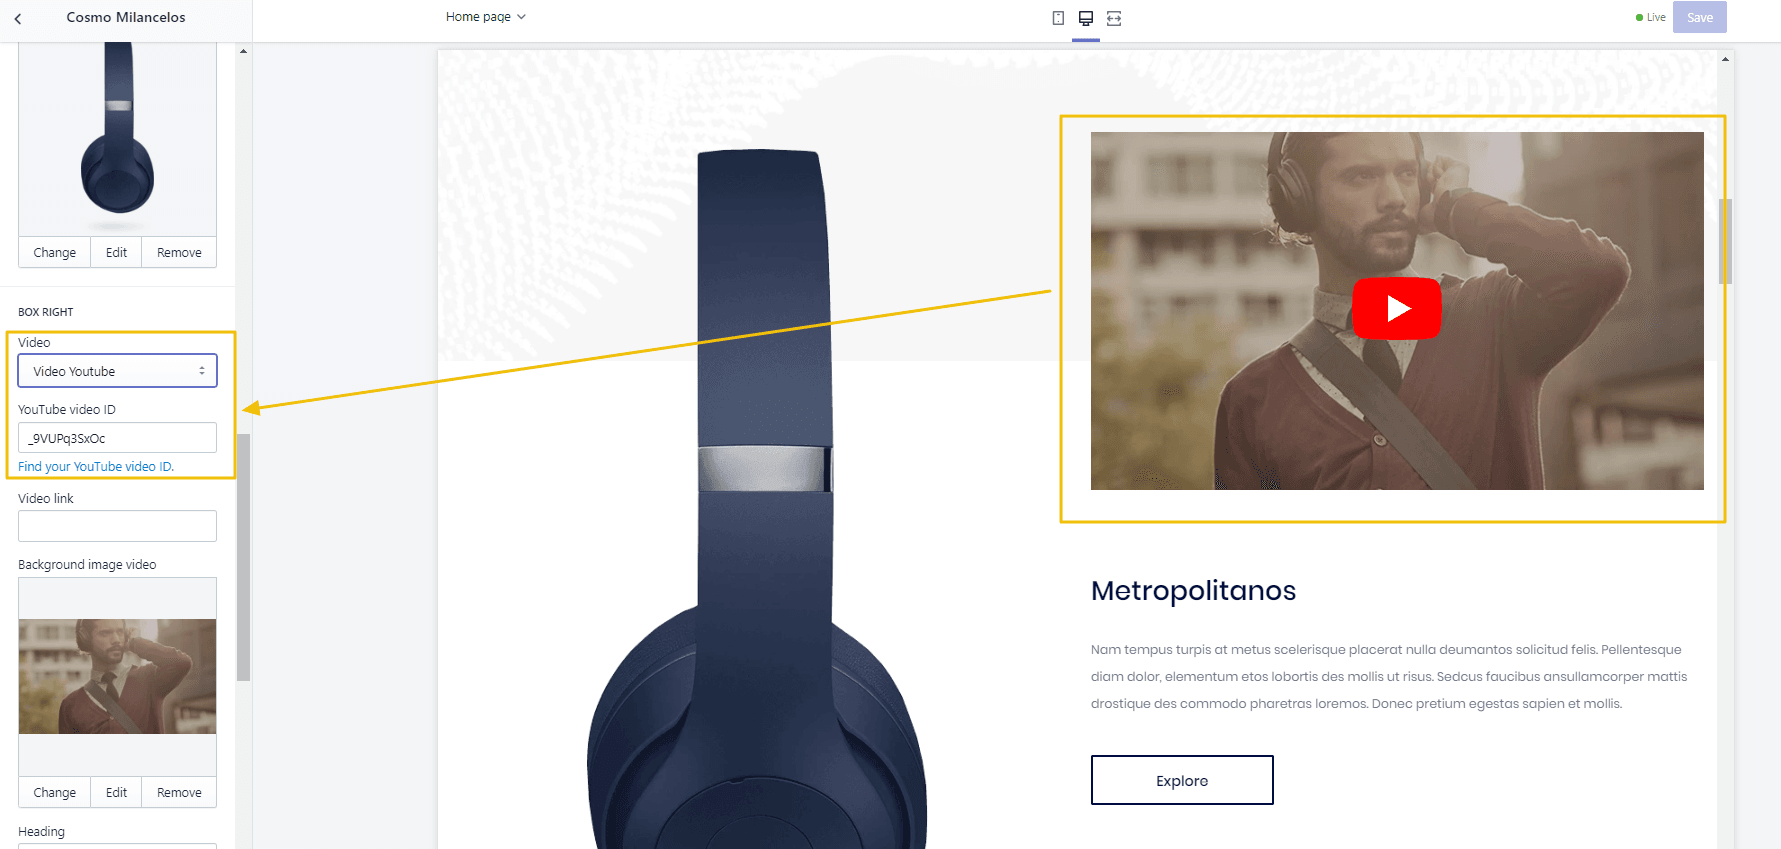 Cosmo Milancelos
Home page
Live
Save
Change
Edit
Remove
BOX RIGHT
Video
Video Youtube
YouTube video ID
_9VUPq3SxOc
Find your YouTube video ID.
Video link
Background image video
Change
Edit
Remove
Heading
Metropolitanos
Nam tempus turpis at metus scelerisque placerat nulla deumantos solicitud felis. Pellentesque
diam dolor, elementum etos lobortis des mollis ut risus. Sedcus faucibus ansullamcorper mattis
drostique des commodo pharetras loremos. Donec pretium egestas sapien et mollis.
Explore